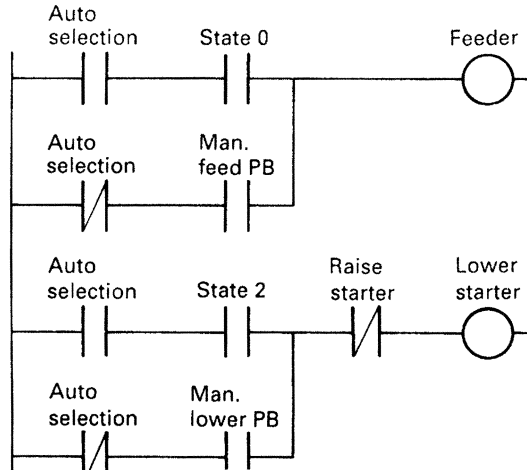 Auto
selection
State 0
Feeder
Auto
selection
Man.
feed PB
Auto
selection
State 2
Raise
starter
Lower
starter
Auto
selection
Man.
lower PB